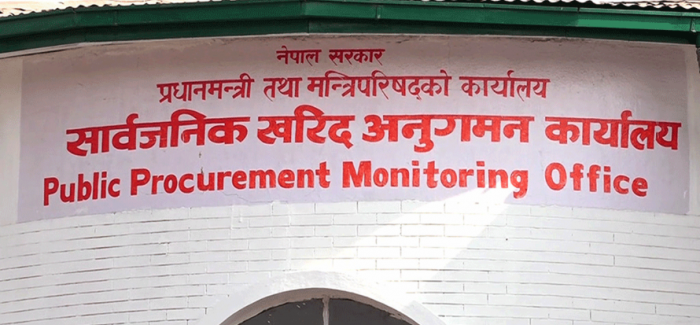 नेपाल सरकार
प्रधानमन्त्री तथा मन्त्रिपरिषद्को कार्यालय
सार्वजनिक खरिद अनुगमन कार्यालय
Public Procurement Monitoring Office